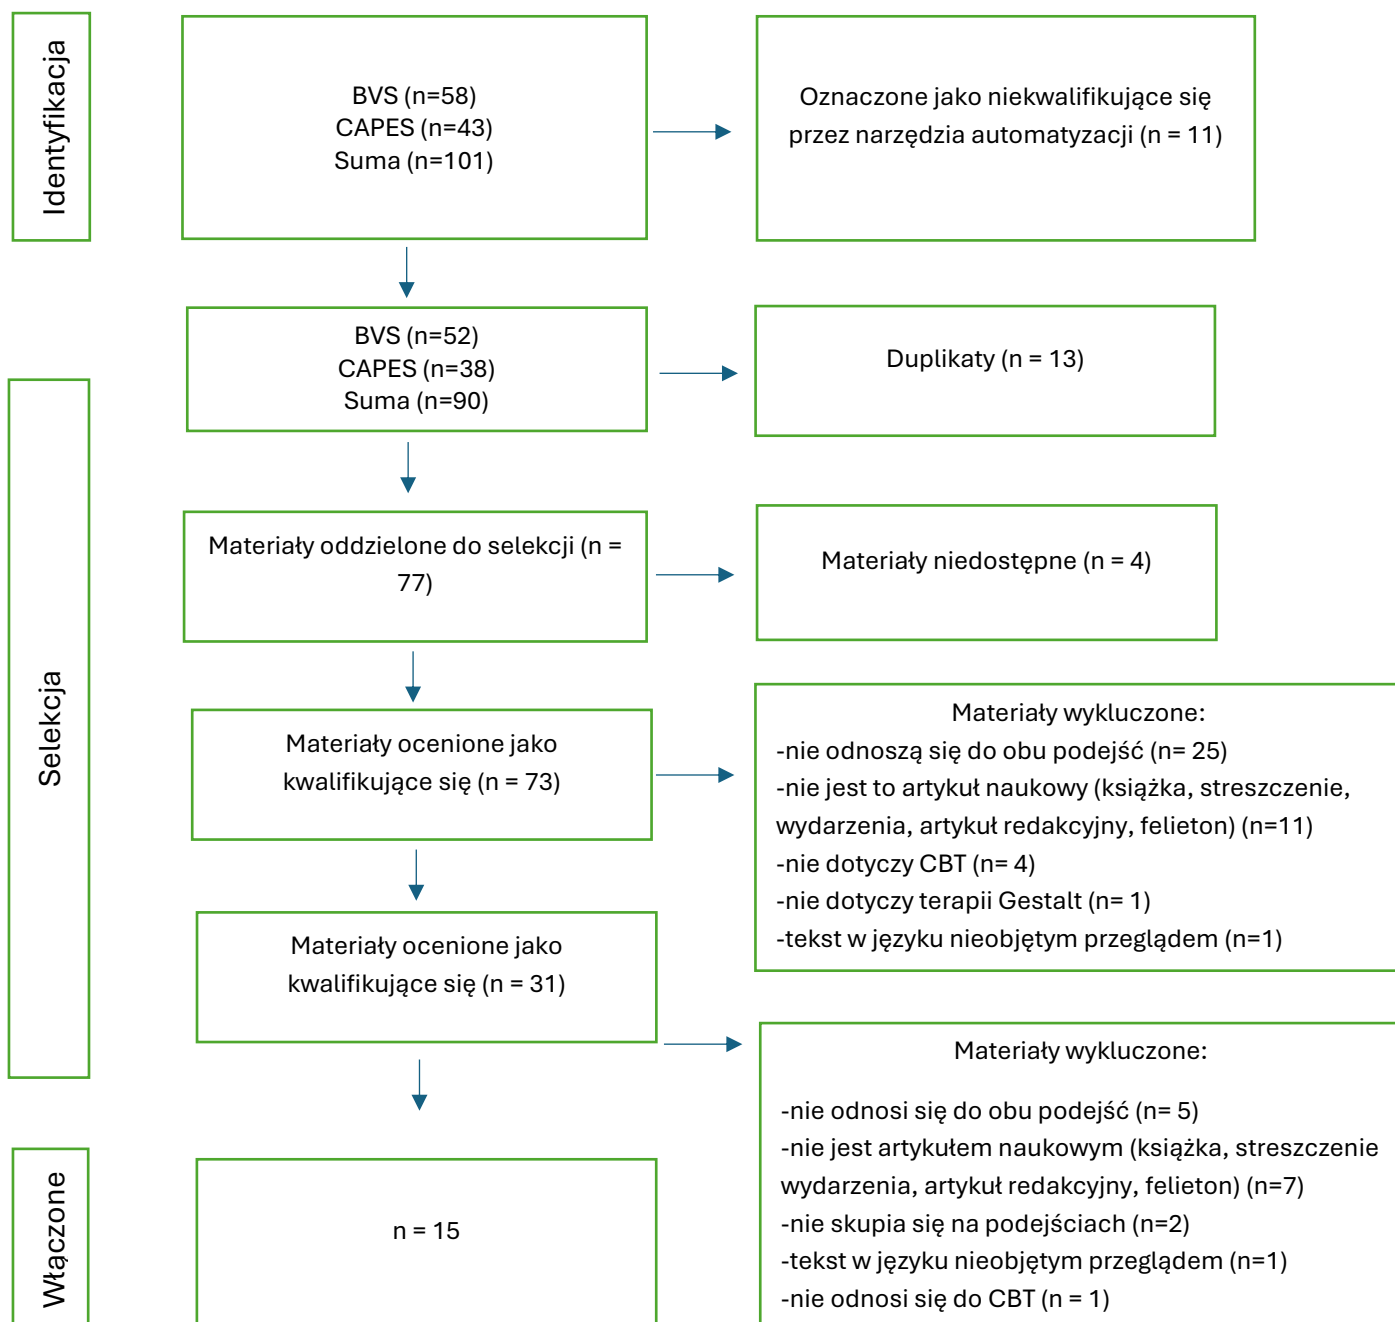 Identyfikacja
BVS (n=58)
CAPES (n=43)
Suma (n=101)
Oznaczone jako niekwalifikujące się
przez narzędzia automatyzacji (n = 11)
Selekcja
BVS (n=52)
CAPES (n=38)
Suma (n=90)
Duplikaty (n = 13)
Materiały oddzielone do selekcji (n =
77)
Materiały niedostępne (n = 4)
Materiały ocenione jako
kwalifikujące się (n = 73)
Materiały wykluczone:
-nie odnoszą się do obu podejść (n= 25)
-nie jest to artykuł naukowy (książka, streszczenie,
wydarzenia, artykuł redakcyjny, felieton) (n=11)
-nie dotyczy CBT (n= 4)
-nie dotyczy terapii Gestalt (n= 1)
-tekst w języku nieobjętym przeglądem (n=1)
Materiały ocenione jako
kwalifikujące się (n = 31)
Materiały wykluczone:
-nie odnosi się do obu podejść (n= 5)
-nie jest artykułem naukowym (książka, streszczenie
wydarzenia, artykuł redakcyjny, felieton) (n=7)
-nie skupia się na podejściach (n=2)
-tekst w języku nieobjętym przeglądem (n=1)
-nie odnosi się do CBT (n = 1)
Włączone
n = 15